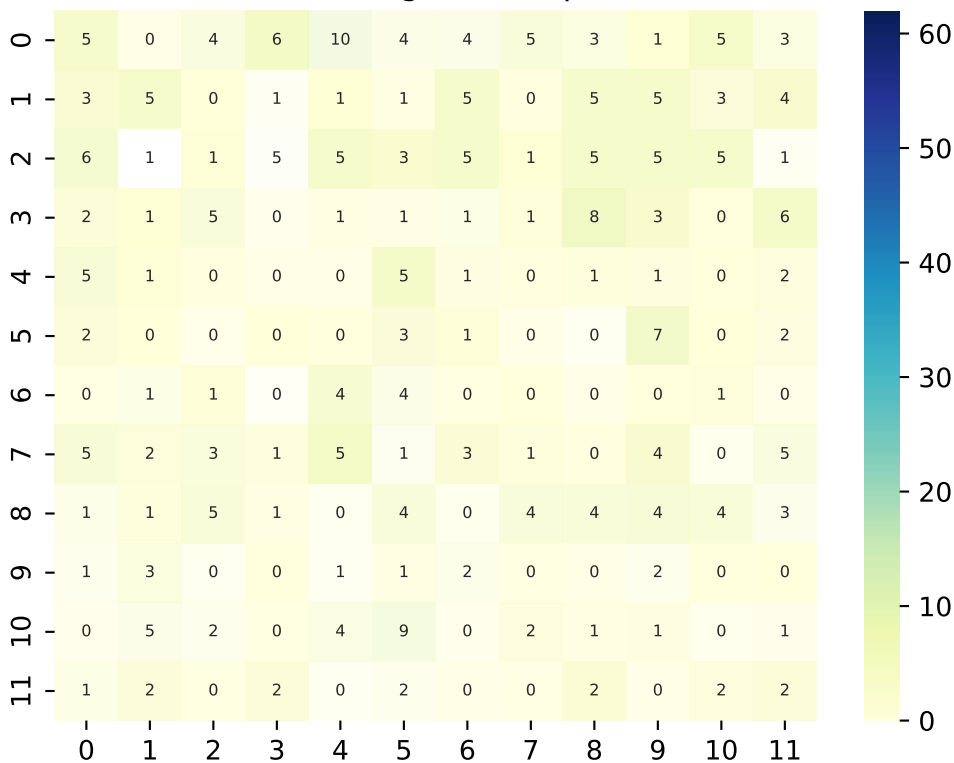 0 5 0 4 6 10 4 4 5 3 1 5 3
1 3 5 0 1 1 1 5 0 5 5 3 4
2 6 1 1 5 5 3 5 1 5 5 5 1
3 2 1 5 0 1 1 1 1 8 3 0 6
4 5 1 0 0 0 5 1 0 1 1 0 2
5 2 0 0 0 0 3 1 0 0 7 0 2
6 0 1 1 0 4 4 0 0 0 0 1 0
7 5 2 3 1 5 1 3 1 0 4 0 5
8 1 1 5 1 0 4 0 4 4 4 4 3
9 1 3 0 0 1 1 2 0 0 2 0 0
10 0 5 2 0 4 9 0 2 1 1 0 1
11 1 2 0 2 0 2 0 0 2 0 2 2
0 1 2 3 4 5 6 7 8 9 10 11
60
50
40
30
20
10
0